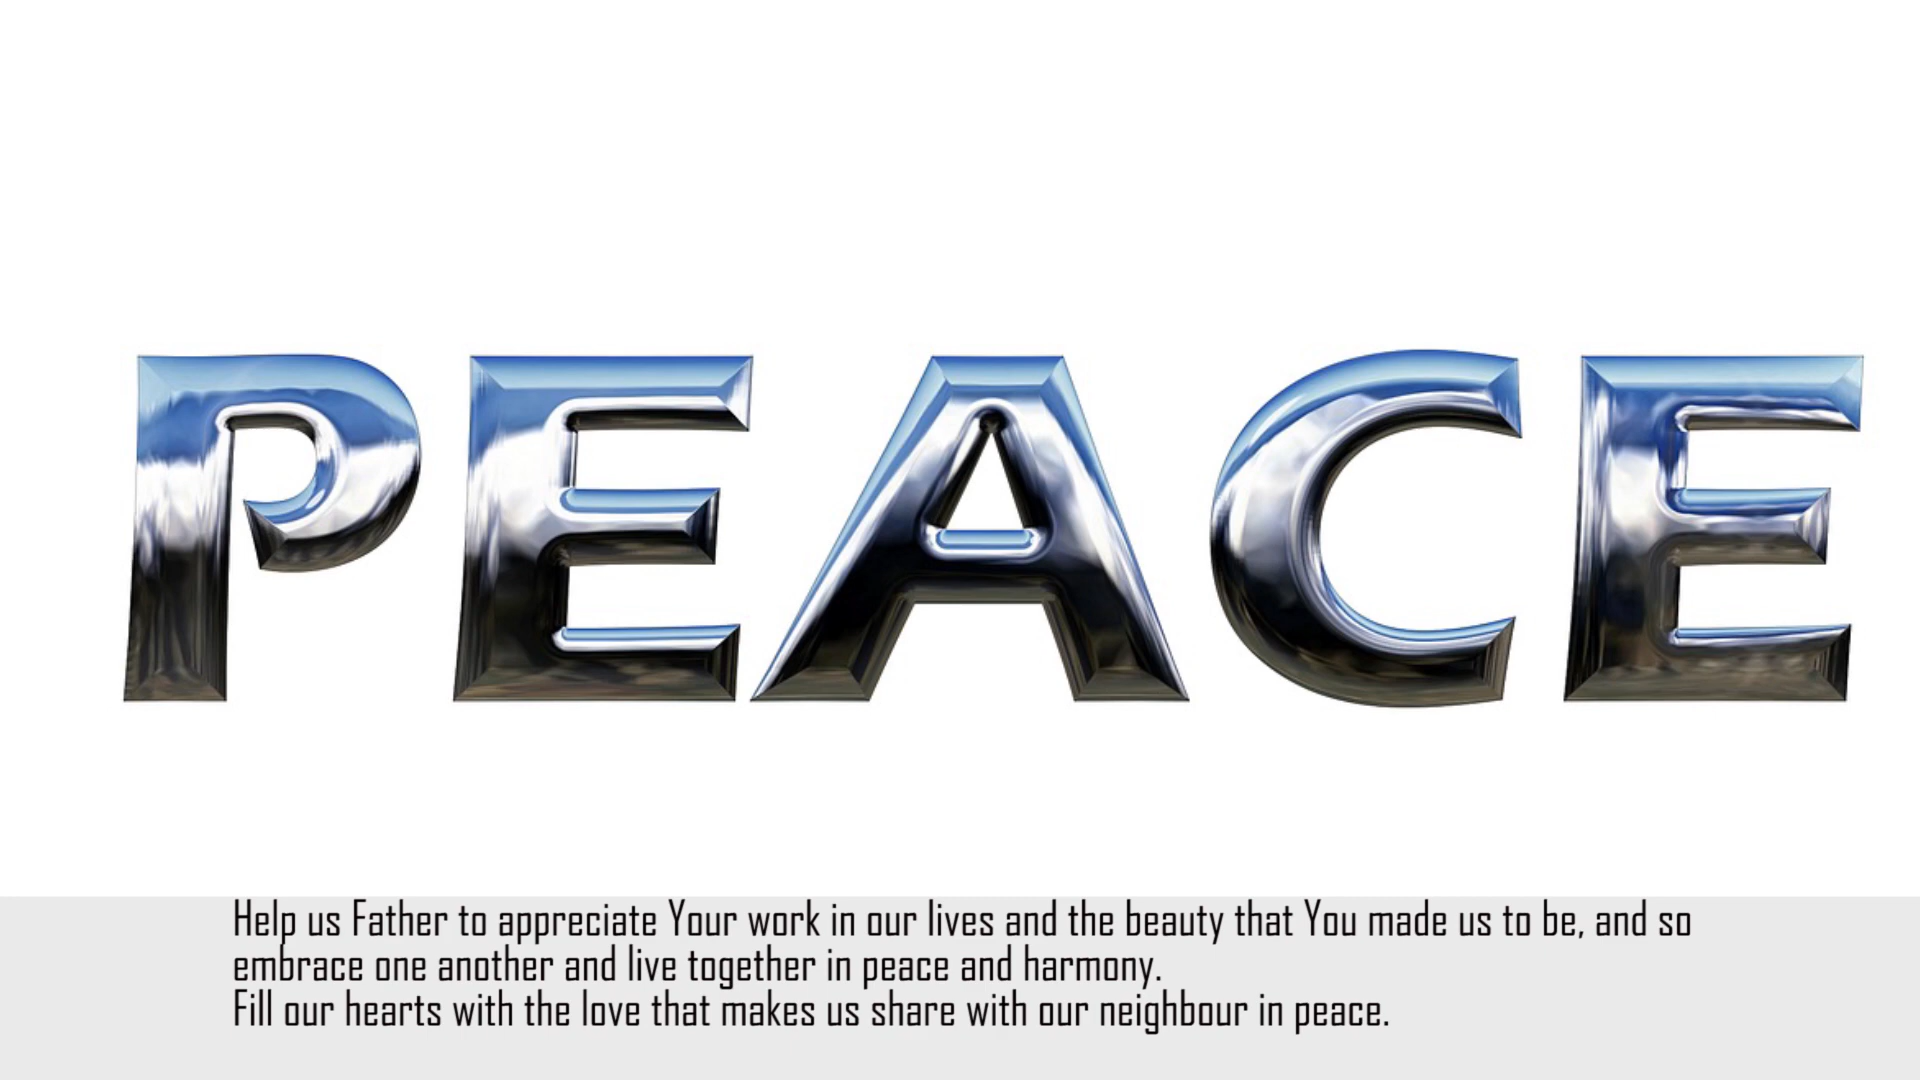 PEACE
Help us Father to appreciate Your work in our lives and the beauty that You made us to be, and so
embrace one another and live together in peace and harmony.
Fill our hearts with the love that makes us share with our neighbour in peace.